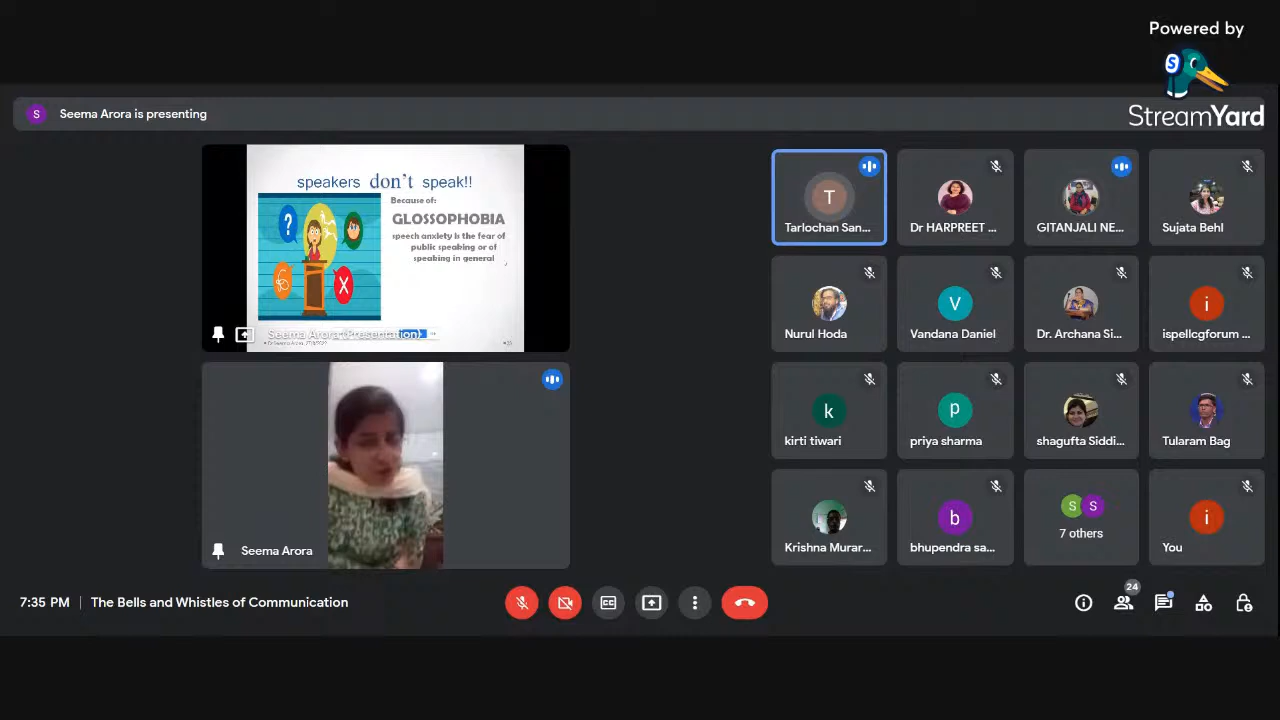 Powered by
S
StreamYard
S
Seema Arora is presenting
speakers don't speak!!
Because of:
GLOSSOPHOBIA
speech anxiety is the fear of
public speaking or of
speaking in general
?
X
Seema Arora (Presentation)
Seema Arora
T
Tarlochan San...
Dr HARPREET ...
GITANJALI NE...
Sujata Behl
Nurul Hoda
V
Vandana Daniel
Dr. Archana Si...
i
ispellcgforum ...
k
kirti tiwari
p
priya sharma
shagufta Siddi...
Tularam Bag
Krishna Murar...
b
bhupendra sa...
S S
7 others
i
You
7:35 PM | The Bells and Whistles of Communication
CC
24